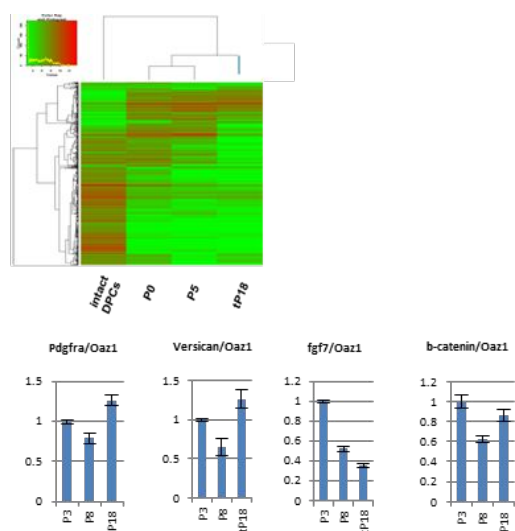 intact
DPCs
P0
P5
tP18
Pdgfra/Oaz1
Versican/Oaz1
fgf7/Oaz1
b-catenin/Oaz1
1.5
1
0.5
0
P3
P8
P18
1.5
1
0.5
0
P3
P8
tP18
1.2
1
0.8
0.6
0.4
0.2
0
P3
P8
P18
1.2
1
0.8
0.6
0.4
0.2
0
P3
P8
P18